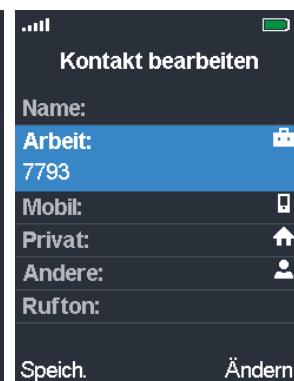 Kontakt bearbeiten
Name:
Arbeit:
7793
Mobil:
Privat:
Andere:
Rufton:
Speich. Ändern